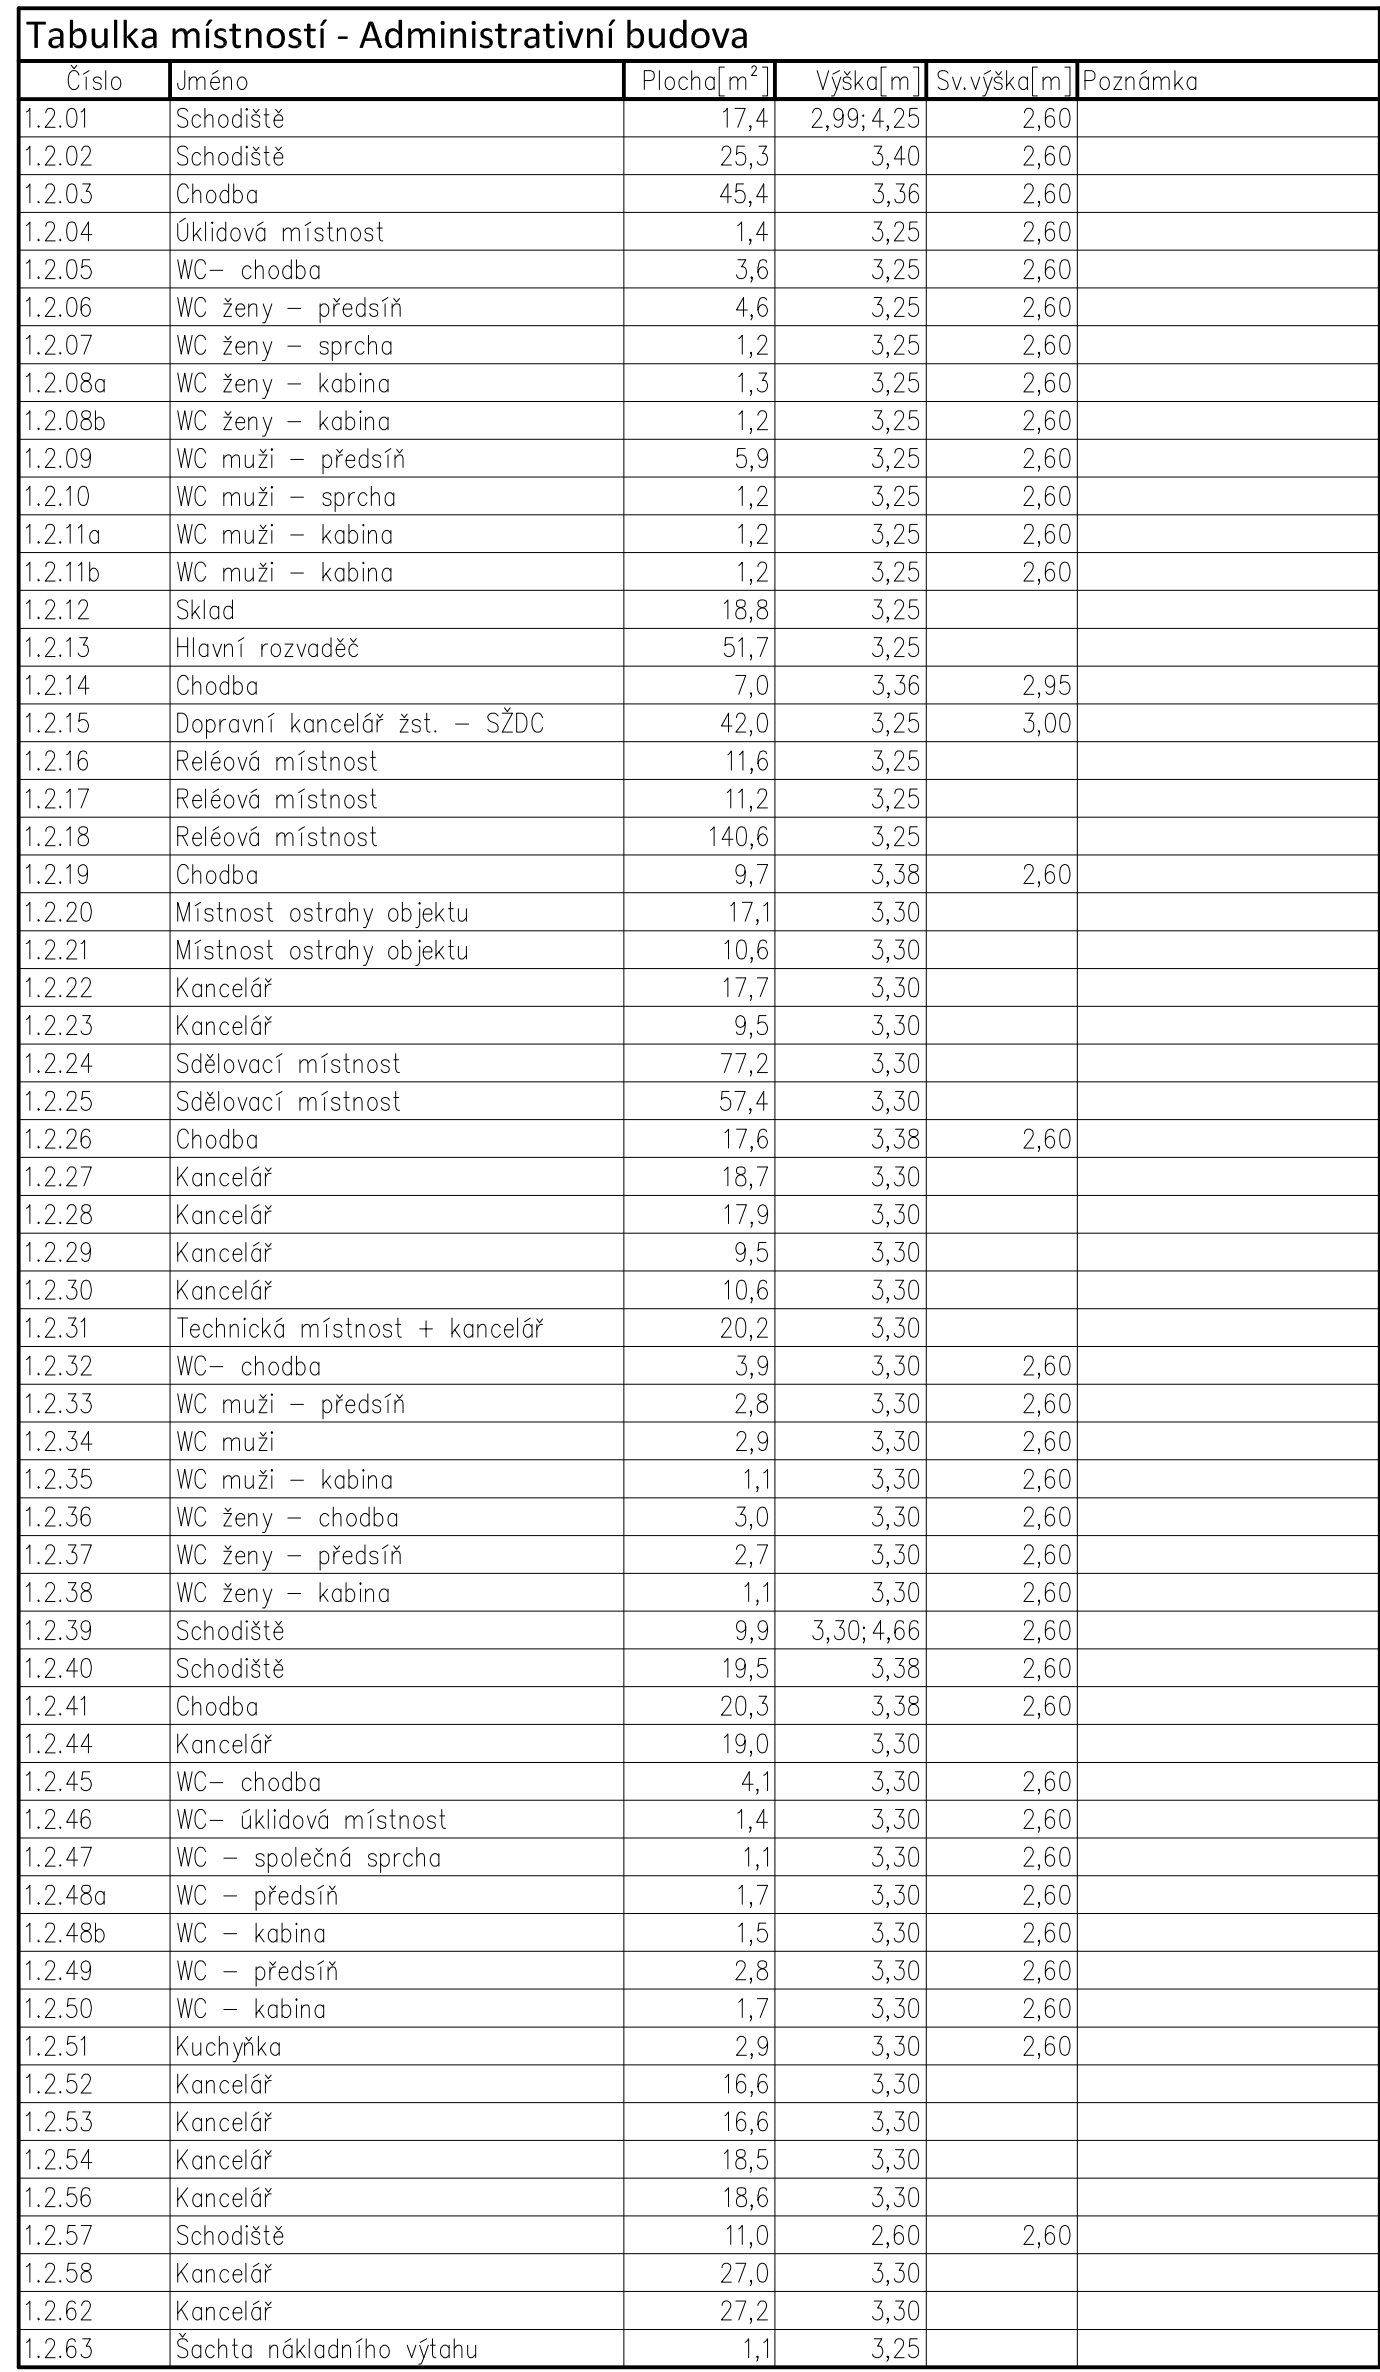 Tabulka místností - Administrativní budova
Číslo Jméno Plocha[m²] Výška[m] Sv.výška[m] Poznámka
1.2.01 Schodiště 17,4 2,99;4,25 2,60
1.2.02 Schodiště 25,3 3,40 2,60
1.2.03 Chodba 45,4 3,36 2,60
1.2.04 Úklidová místnost 1,4 3,25 2,60
1.2.05 WC– chodba 3,6 3,25 2,60
1.2.06 WC ženy – předsíň 4,6 3,25 2,60
1.2.07 WC ženy – sprcha 1,2 3,25 2,60
1.2.08a WC ženy – kabina 1,3 3,25 2,60
1.2.08b WC ženy – kabina 1,2 3,25 2,60
1.2.09 WC muži – předsíň 5,9 3,25 2,60
1.2.10 WC muži – sprcha 1,2 3,25 2,60
1.2.11a WC muži – kabina 1,2 3,25 2,60
1.2.11b WC muži – kabina 1,2 3,25 2,60
1.2.12 Sklad 18,8 3,25
1.2.13 Hlavní rozvaděč 51,7 3,25
1.2.14 Chodba 7,0 3,36 2,95
1.2.15 Dopravní kancelář žst. – SŽDC 42,0 3,25 3,00
1.2.16 Reléová místnost 11,6 3,25
1.2.17 Reléová místnost 11,2 3,25
1.2.18 Reléová místnost 140,6 3,25
1.2.19 Chodba 9,7 3,38 2,60
1.2.20 Místnost ostrahy objektu 17,1 3,30
1.2.21 Místnost ostrahy objektu 10,6 3,30
1.2.22 Kancelář 17,7 3,30
1.2.23 Kancelář 9,5 3,30
1.2.24 Sdělovací místnost 77,2 3,30
1.2.25 Sdělovací místnost 57,4 3,30
1.2.26 Chodba 17,6 3,38 2,60
1.2.27 Kancelář 18,7 3,30
1.2.28 Kancelář 17,9 3,30
1.2.29 Kancelář 9,5 3,30
1.2.30 Kancelář 10,6 3,30
1.2.31 Technická místnost + kancelář 20,2 3,30
1.2.32 WC– chodba 3,9 3,30 2,60
1.2.33 WC muži – předsíň 2,8 3,30 2,60
1.2.34 WC muži 2,9 3,30 2,60
1.2.35 WC muži – kabina 1,1 3,30 2,60
1.2.36 WC ženy – chodba 3,0 3,30 2,60
1.2.37 WC ženy – předsíň 2,7 3,30 2,60
1.2.38 WC ženy – kabina 1,1 3,30 2,60
1.2.39 Schodiště 9,9 3,30;4,66 2,60
1.2.40 Schodiště 19,5 3,38 2,60
1.2.41 Chodba 20,3 3,38 2,60
1.2.44 Kancelář 19,0 3,30
1.2.45 WC– chodba 4,1 3,30 2,60
1.2.46 WC– úklidová místnost 1,4 3,30 2,60
1.2.47 WC – společná sprcha 1,1 3,30 2,60
1.2.48a WC – předsíň 1,7 3,30 2,60
1.2.48b WC – kabina 1,5 3,30 2,60
1.2.49 WC – předsíň 2,8 3,30 2,60
1.2.50 WC – kabina 1,7 3,30 2,60
1.2.51 Kuchyňka 2,9 3,30 2,60
1.2.52 Kancelář 16,6 3,30
1.2.53 Kancelář 16,6 3,30
1.2.54 Kancelář 18,5 3,30
1.2.56 Kancelář 18,6 3,30
1.2.57 Schodiště 11,0 2,60 2,60
1.2.58 Kancelář 27,0 3,30
1.2.62 Kancelář 27,2 3,30
1.2.63 Šachta nákladního výtahu 1,1 3,25